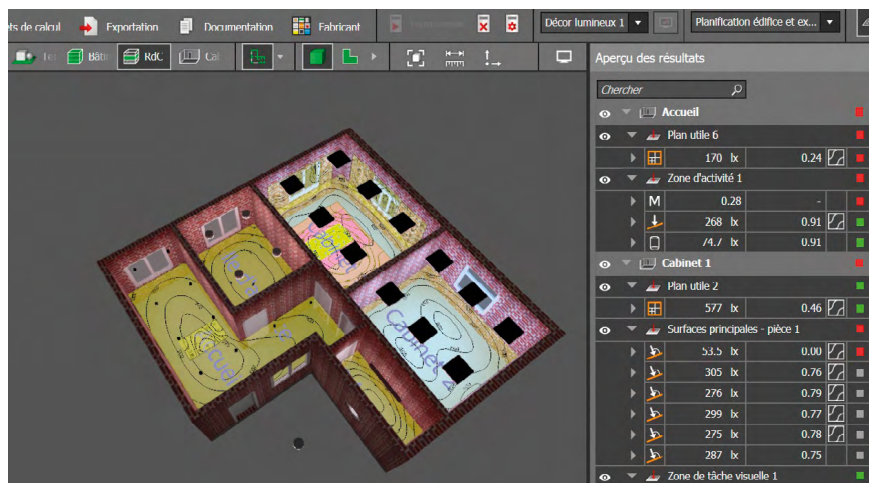 ets de calcul Exportation Documentation Fabricant Décor lumineux 1 Planification édifice et ex...
Bâti RdC
Aperçu des résultats
Chercher
Accueil
Plan utile 6
170 lx 0.24
Zone d'activité 1
M 0.28 -
268 lx 0.91
74.7 lx 0.91
Cabinet 1
Plan utile 2
577 lx 0.46
Surfaces principales - pièce 1
53.5 lx 0.00
305 lx 0.76
276 lx 0.79
299 lx 0.77
275 lx 0.78
287 lx 0.75
Zone de tâche visuelle 1
Cabinet 2